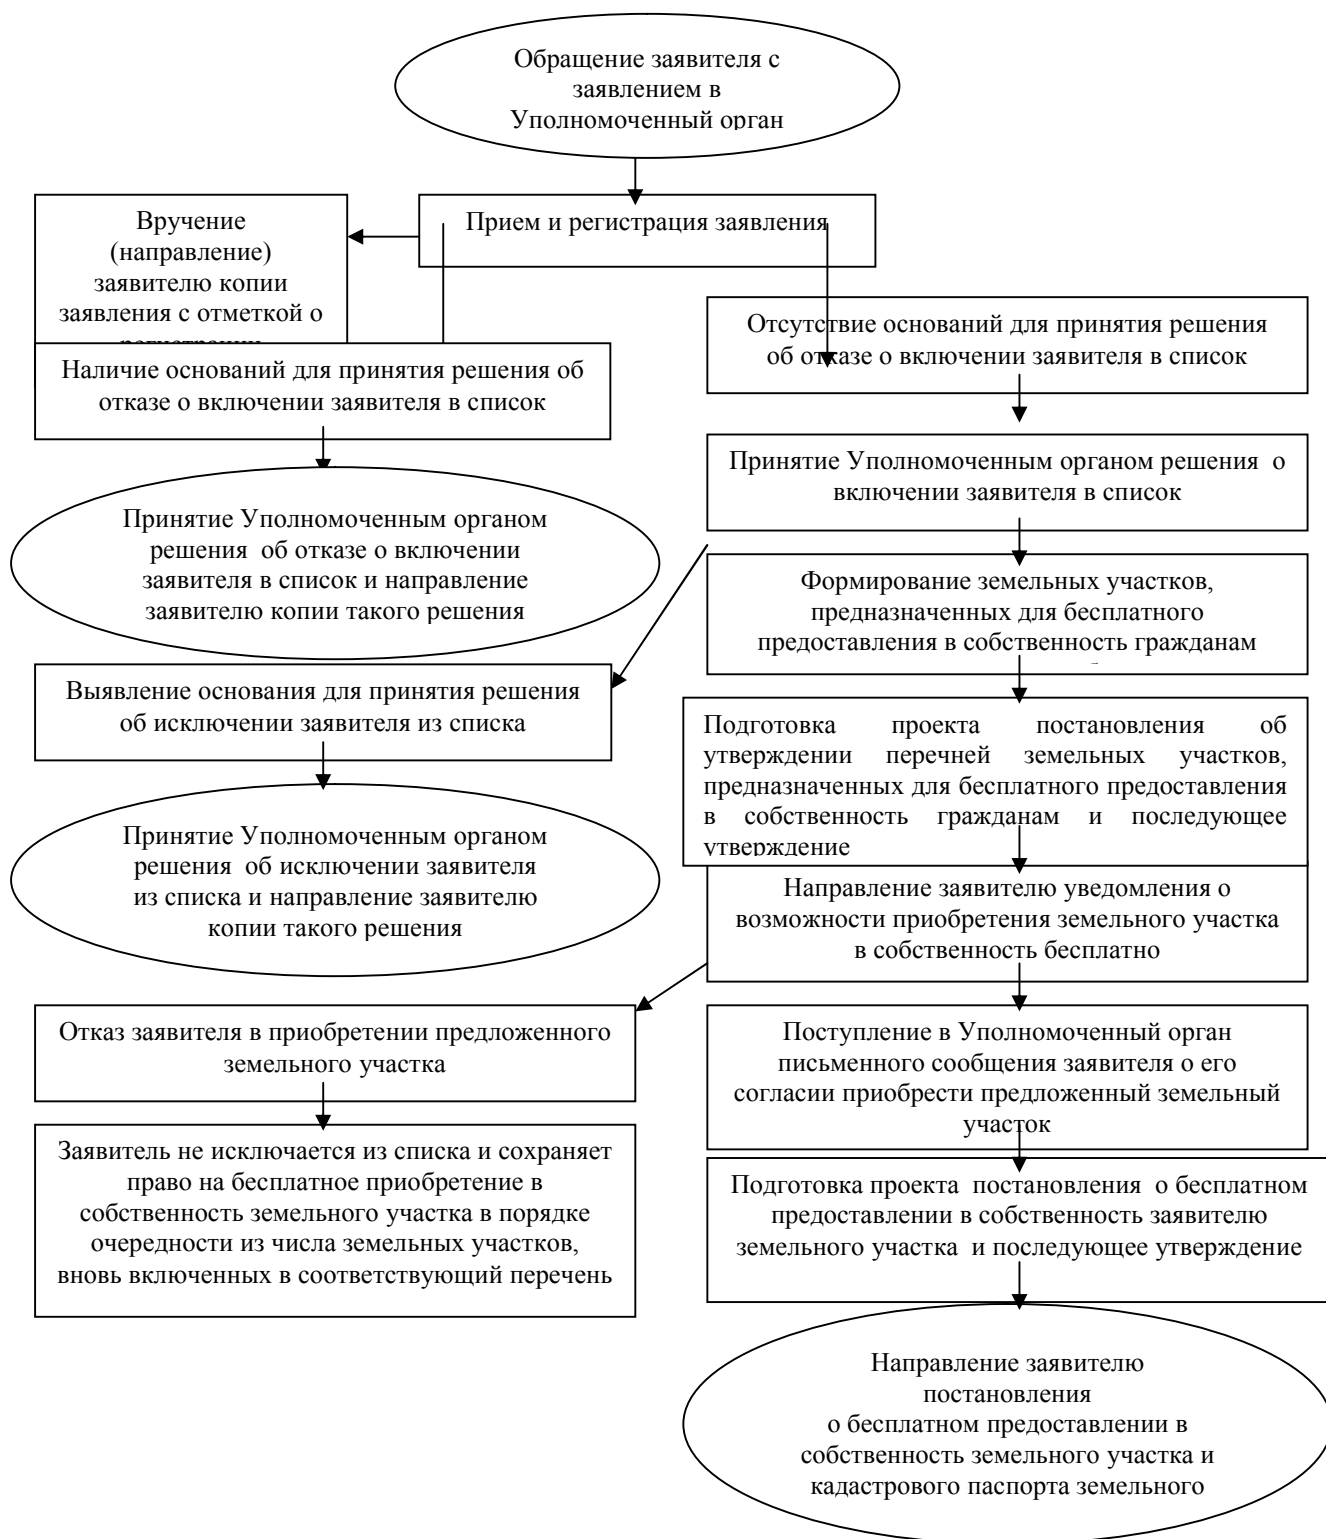 Обращение заявителя с
заявлением в
Уполномоченный орган
Прием и регистрация заявления
Вручение
(направление)
заявителю копии
заявления с отметкой о
регистрации
Отсутствие оснований для принятия решения
об отказе о включении заявителя в список
Наличие оснований для принятия решения об
отказе о включении заявителя в список
Принятие Уполномоченным органом решения о
включении заявителя в список
Принятие Уполномоченным органом
решения об отказе о включении
заявителя в список и направление
заявителю копии такого решения
Формирование земельных участков,
предназначенных для бесплатного
предоставления в собственность гражданам
Выявление основания для принятия решения
об исключении заявителя из списка
Подготовка проекта постановления об
утверждении перечней земельных участков,
предназначенных для бесплатного предоставления
в собственность гражданам и последующее
утверждение
Принятие Уполномоченным органом
решения об исключении заявителя
из списка и направление заявителю
копии такого решения
Направление заявителю уведомления о
возможности приобретения земельного участка
в собственность бесплатно
Отказ заявителя в приобретении предложенного
земельного участка
Поступление в Уполномоченный орган
письменного сообщения заявителя о его
согласии приобрести предложенный земельный
участок
Заявитель не исключается из списка и сохраняет
право на бесплатное приобретение в
собственность земельного участка в порядке
очередности из числа земельных участков,
вновь включенных в соответствующий перечень
Подготовка проекта постановления о бесплатном
предоставлении в собственность заявителю
земельного участка и последующее утверждение
Направление заявителю
постановления
о бесплатном предоставлении в
собственность земельного участка и
кадастрового паспорта земельного